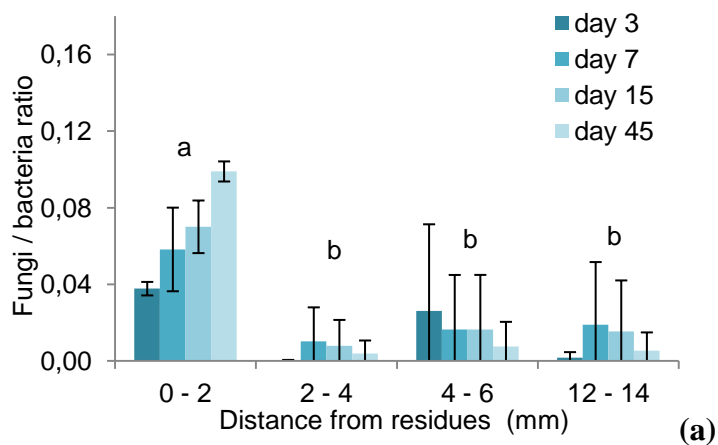 Fungi / bacteria ratio
0,16
0,12
0,08
0,04
0,00
day 3
day 7
day 15
day 45
a
b
b
b
0 - 2
2 - 4
4 - 6
12 - 14
Distance from residues (mm)
(a)